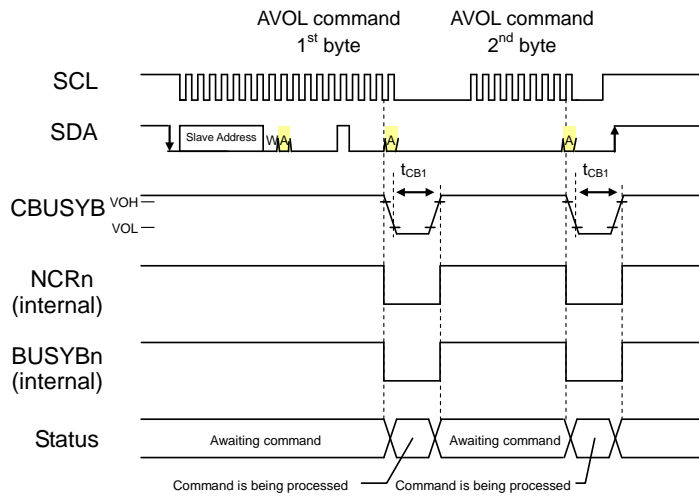 AVOL command 1st byte
AVOL command 2nd byte
SCL
SDA
Slave Address
W
A
A
A
tCB1
tCB1
CBUSYB
VOH
VOL
NCRn (internal)
BUSYBn (internal)
Status
Awaiting command
Awaiting command
Command is being processed
Command is being processed